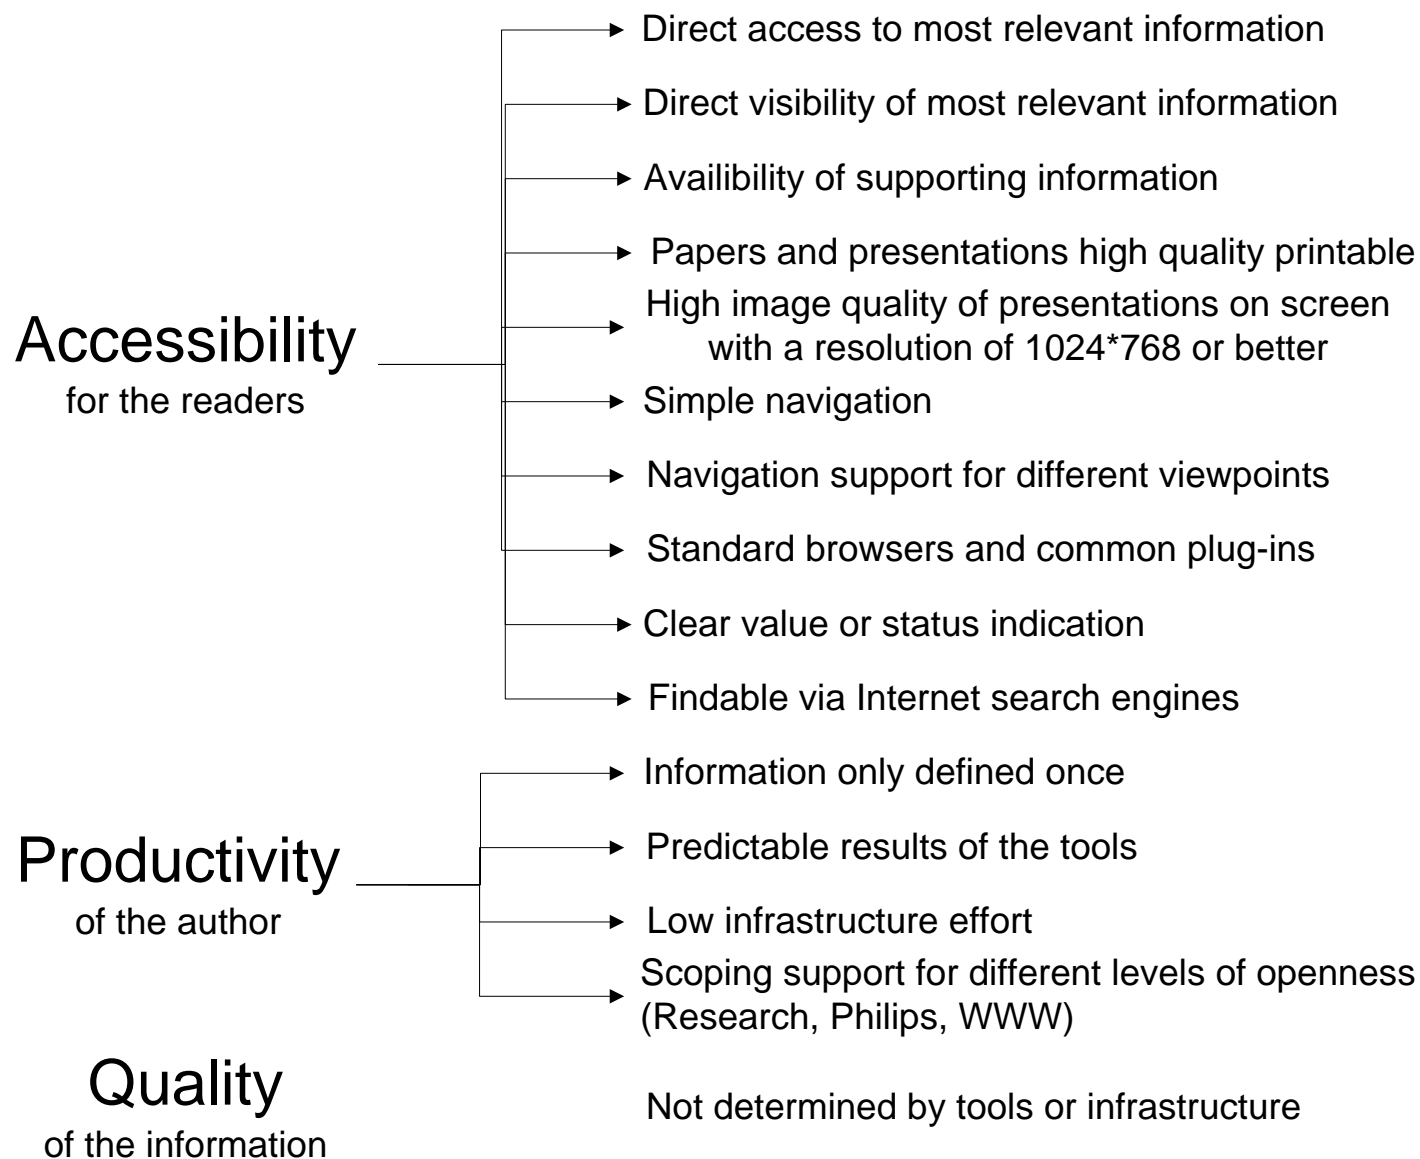 Direct access to most relevant information
Direct visibility of most relevant information
Availibility of supporting information
Papers and presentations high quality printable
High image quality of presentations on screen
with a resolution of 1024*768 or better
Accessibility
for the readers
Simple navigation
Navigation support for different viewpoints
Standard browsers and common plug-ins
Clear value or status indication
Findable via Internet search engines
Information only defined once
Predictable results of the tools
Productivity
of the author
Low infrastructure effort
Scoping support for different levels of openness
(Research, Philips, WWW)
Quality
of the information
Not determined by tools or infrastructure